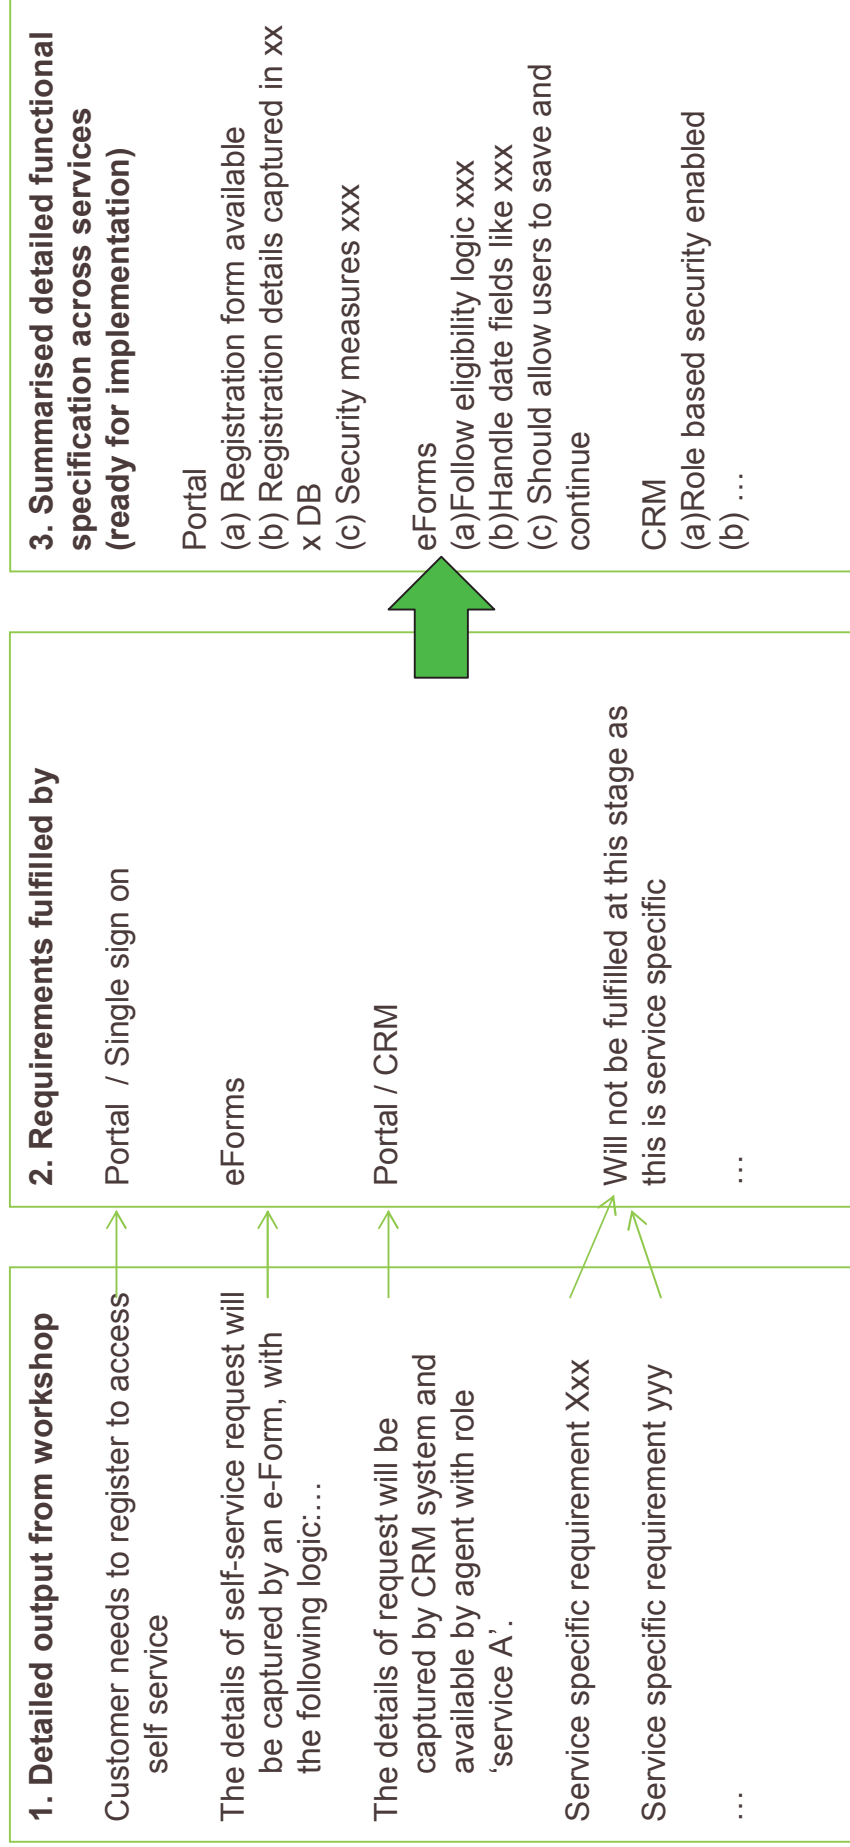 1. Detailed output from workshop
Customer needs to register to access
self service
The details of self-service request will
be captured by an e-Form, with
the following logic:…
The details of request will be
captured by CRM system and
available by agent with role
‘service A’.
Service specific requirement Xxx
Service specific requirement yyy
…
2. Requirements fulfilled by
Portal / Single sign on
eForms
Portal / CRM
Will not be fulfilled at this stage as
this is service specific
…
3. Summarised detailed functional
specification across services
(ready for implementation)
Portal
(a) Registration form available
(b) Registration details captured in xx
x DB
(c) Security measures xxx
eForms
(a)Follow eligibility logic xxx
(b)Handle date fields like xxx
(c) Should allow users to save and
continue
CRM
(a)Role based security enabled
(b) …